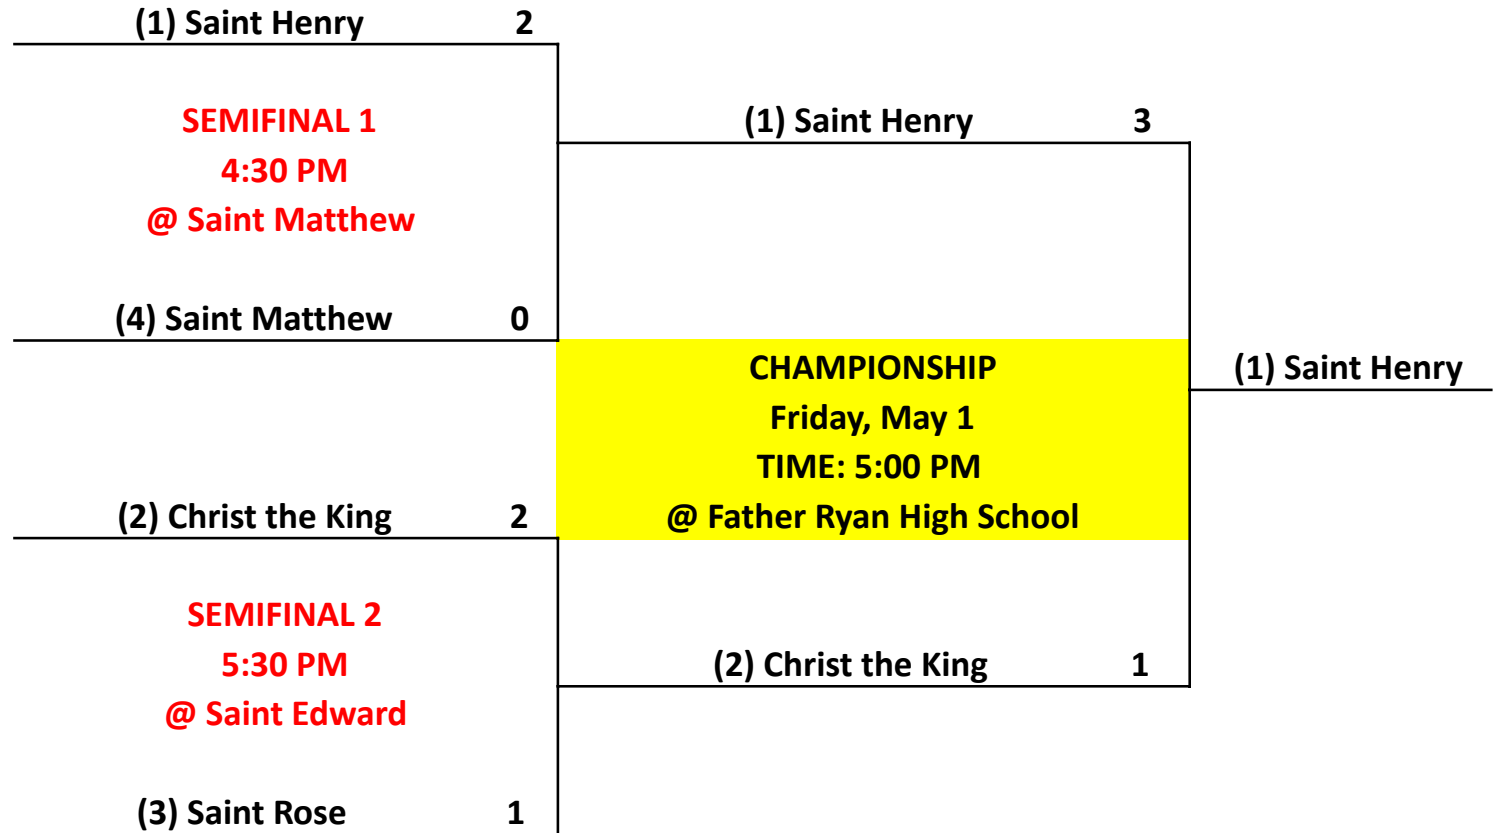 (1) Saint Henry 2
SEMIFINAL 1
4:30 PM
@ Saint Matthew
(4) Saint Matthew 0
(1) Saint Henry 3
CHAMPIONSHIP
Friday, May 1
TIME: 5:00 PM
@ Father Ryan High School
(1) Saint Henry
(2) Christ the King 2
SEMIFINAL 2
5:30 PM
@ Saint Edward
(3) Saint Rose 1
(2) Christ the King 1